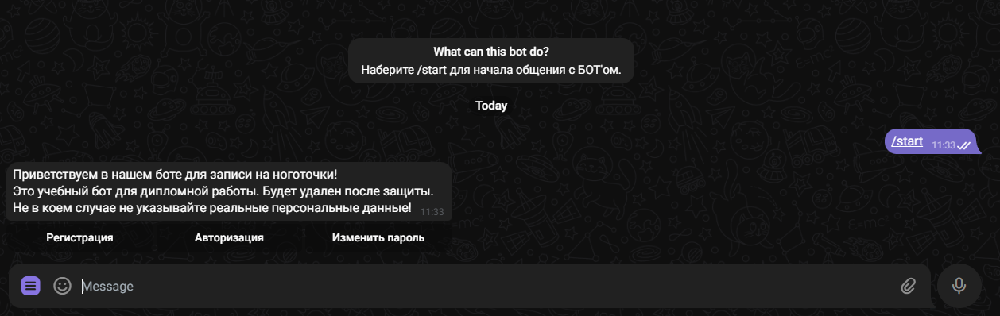 What can this bot do?
Наберите /start для начала общения с БОТ'ом.
Today
/start 11:33
Приветствуем в нашем боте для записи на ноготочки!
Это учебный бот для дипломной работы. Будет удален после защиты.
Не в коем случае не указывайте реальные персональные данные! 11:33
Регистрация Авторизация Изменить пароль
Message